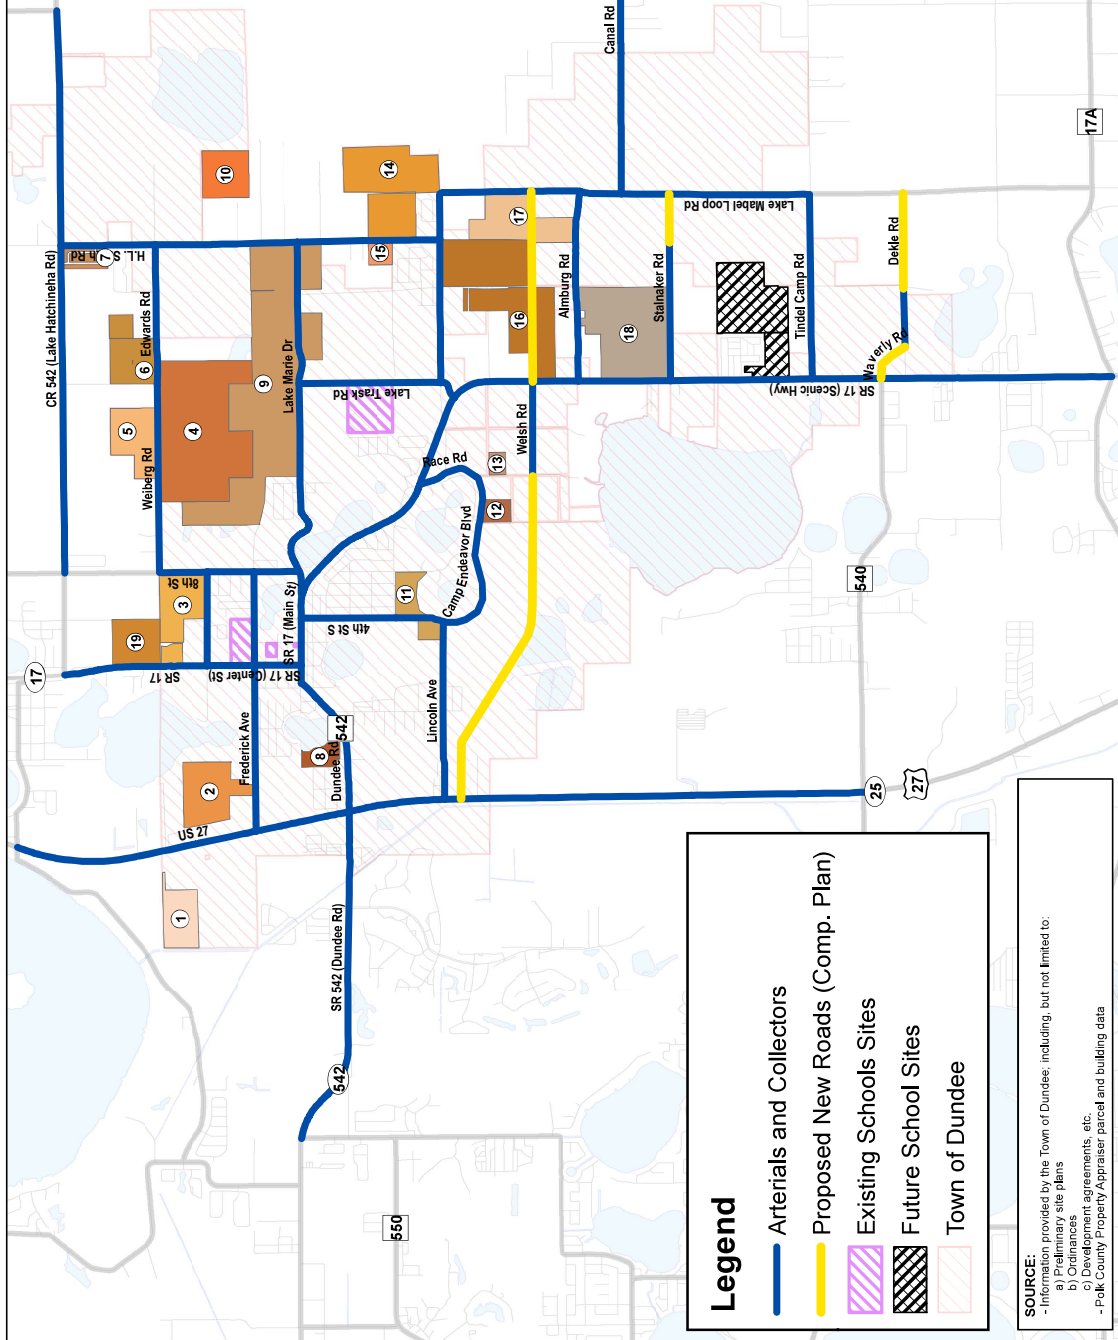 Canal Rd
17A
CR 542 (Lake Hatchineha Rd)
7
10
14
15
17
Lake Mabel Loop Rd
Dekle Rd
Edwards Rd
6
9
Lake Marie Dr
Almburg Rd
Stalnaker Rd
Tindel Camp Rd
16
18
Waverly Rd
SR 17 (Scenic Hwy)
5
4
Weiberg Rd
Lake Trask Rd
Race Rd
Welsh Rd
13
12
Camp Endeavor Blvd
540
8th St
3
19
11
4th St S
SR 17 (Main St)
17
SR 17
SR 17 (Center St)
Lincoln Ave
Frederick Ave
542
8
Dundee Rd
2
US 27
25
27
1
SR 542 (Dundee Rd)
542
550
Legend
Arterials and Collectors
Proposed New Roads (Comp. Plan)
Existing Schools Sites
Future School Sites
Town of Dundee
SOURCE:
- Information provided by the Town of Dundee; including, but not limited to:
a) Preliminary site plans
b) Ordinances
c) Development agreements, etc.
- Polk County Property Appraiser parcel and building data